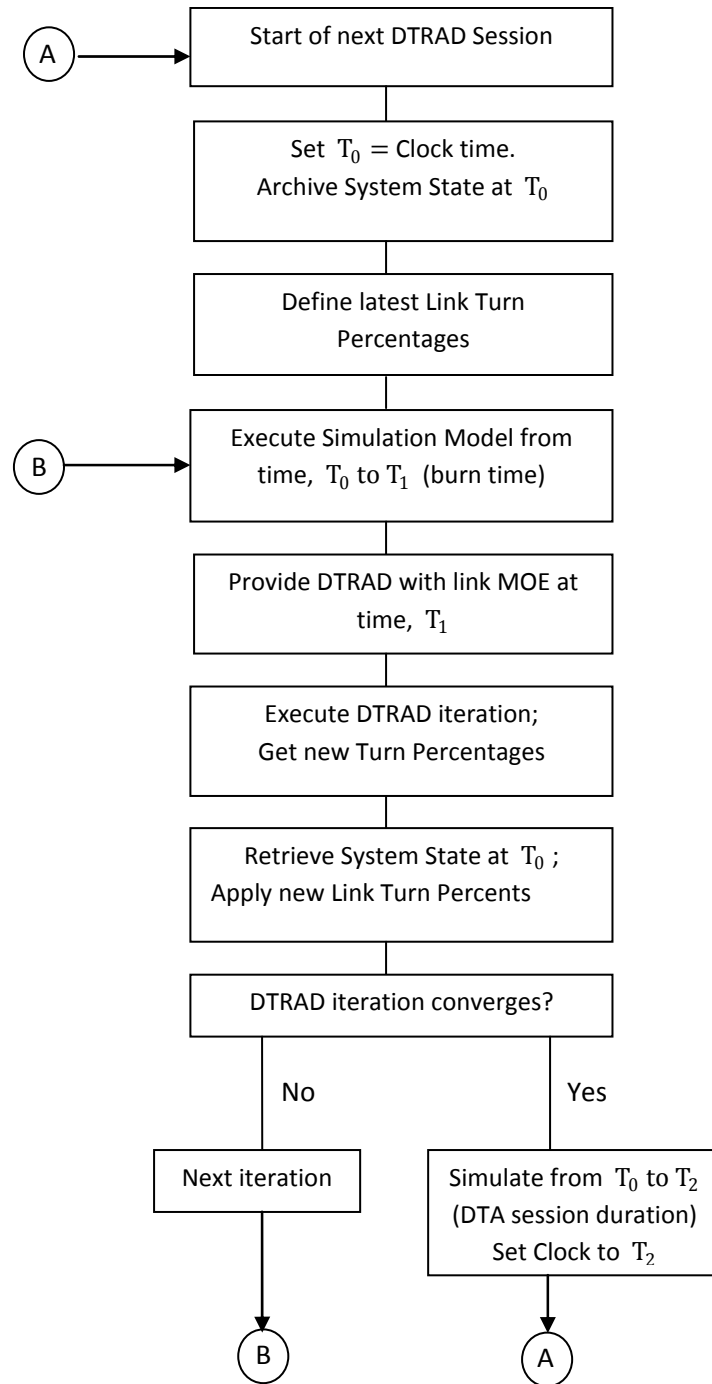 A
Start of next DTRAD Session
Set T₀ = Clock time.
Archive System State at T₀
Define latest Link Turn
Percentages
B
Execute Simulation Model from
time, T₀ to T₁ (burn time)
Provide DTRAD with link MOE at
time, T₁
Execute DTRAD iteration;
Get new Turn Percentages
Retrieve System State at T₀ ;
Apply new Link Turn Percents
DTRAD iteration converges?
No
Yes
Next iteration
Simulate from T₀ to T₂
(DTA session duration)
Set Clock to T₂
B
A